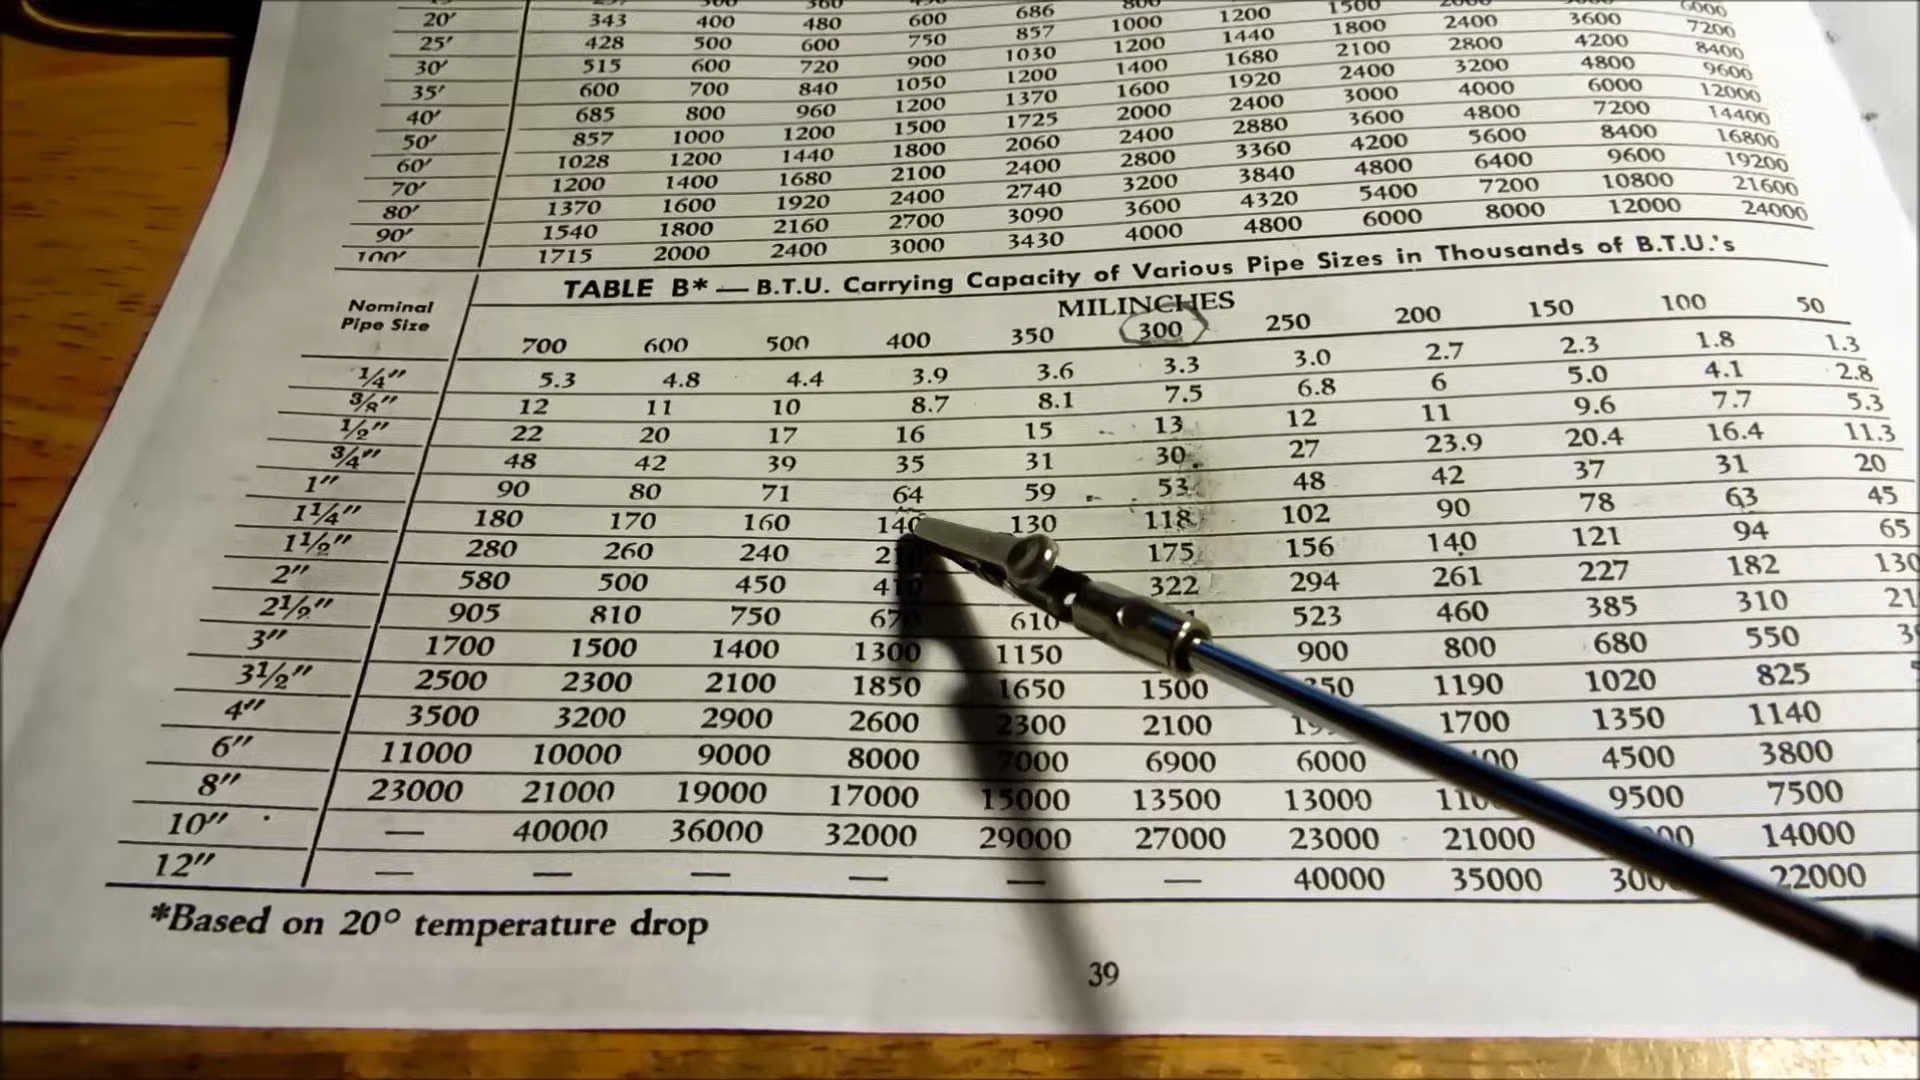 20' 343 400 480 600 686 800
25' 428 500 600 750 857 1000 1200 1500 6000
30' 515 600 720 900 1030 1200 1440 1800 2400 3600 7200
35' 600 700 840 1050 1200 1400 1680 2100 2800 4200 8400
40' 685 800 960 1200 1370 1600 1920 2400 3200 4800 9600
50' 857 1000 1200 1500 1725 2000 2400 3000 4000 6000 12000
60' 1028 1200 1440 1800 2060 2400 2880 3600 4800 7200 14400
70' 1200 1400 1680 2100 2400 2800 3360 4200 5600 8400 16800
80' 1370 1600 1920 2400 2740 3200 3840 4800 6400 9600 19200
90' 1540 1800 2160 2700 3090 3600 4320 5400 7200 10800 21600
100' 1715 2000 2400 3000 3430 4000 4800 6000 8000 12000 24000
TABLE B* — B.T.U. Carrying Capacity of Various Pipe Sizes in Thousands of B.T.U.'s
Nominal
Pipe Size
MILINCHES
700 600 500 400 350 300 250 200 150 100 50
1/4" 5.3 4.8 4.4 3.9 3.6 3.3 3.0 2.7 2.3 1.8 1.3
3/8" 12 11 10 8.7 8.1 7.5 6.8 6 5.0 4.1 2.8
1/2" 22 20 17 16 15 13 12 11 9.6 7.7 5.3
3/4" 48 42 39 35 31 30 27 23.9 20.4 16.4 11.3
1" 90 80 71 64 59 53 48 42 37 31 20
1 1/4" 180 170 160 140 130 118 102 90 78 63 45
1 1/2" 280 260 240 175 156 140 121 94 65
2" 580 500 450 322 294 261 227 182 130
2 1/2" 905 810 750 610 523 460 385 310
3" 1700 1500 1400 1300 1150 900 800 680 550
3 1/2" 2500 2300 2100 1850 1650 1500 1190 1020 825
4" 3500 3200 2900 2600 2300 2100 1700 1350 1140
6" 11000 10000 9000 8000 7000 6900 6000 4500 3800
8" 23000 21000 19000 17000 15000 13500 13000 9500 7500
10" — 40000 36000 32000 29000 27000 23000 21000 14000
12" — — — — — — 40000 35000 22000
*Based on 20° temperature drop
39